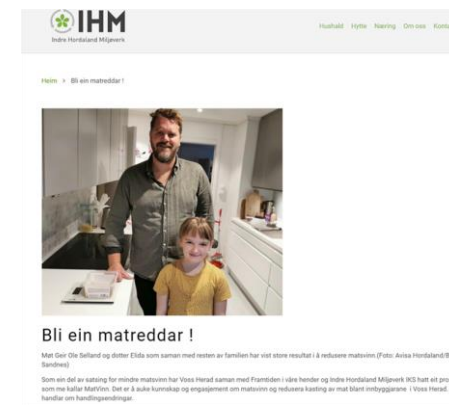 IHM
Indre Hordaland Miljøverk
Hushald Hytte Næring Om oss
Heim > Bli ein matreddar !
Bli ein matreddar !
Møt Geir Ole Selland og dotter Elida som saman med resten av familien har vist store resultat i å redusere matsvinn.(Foto: Avisa Hordaland/
Sandnes)
Som ein del av satsing for mindre matsvinn har Voss Herad saman med Framtiden i våre hender og Indre Hordaland Miljøverk IKS hatt eit
som me kallar MatVinn. Det er å auke kunnskap og engasjement om matsvinn og redusera kasting av mat blant innbyggjarane i Voss Herad.
handlar om handlingsendringar.